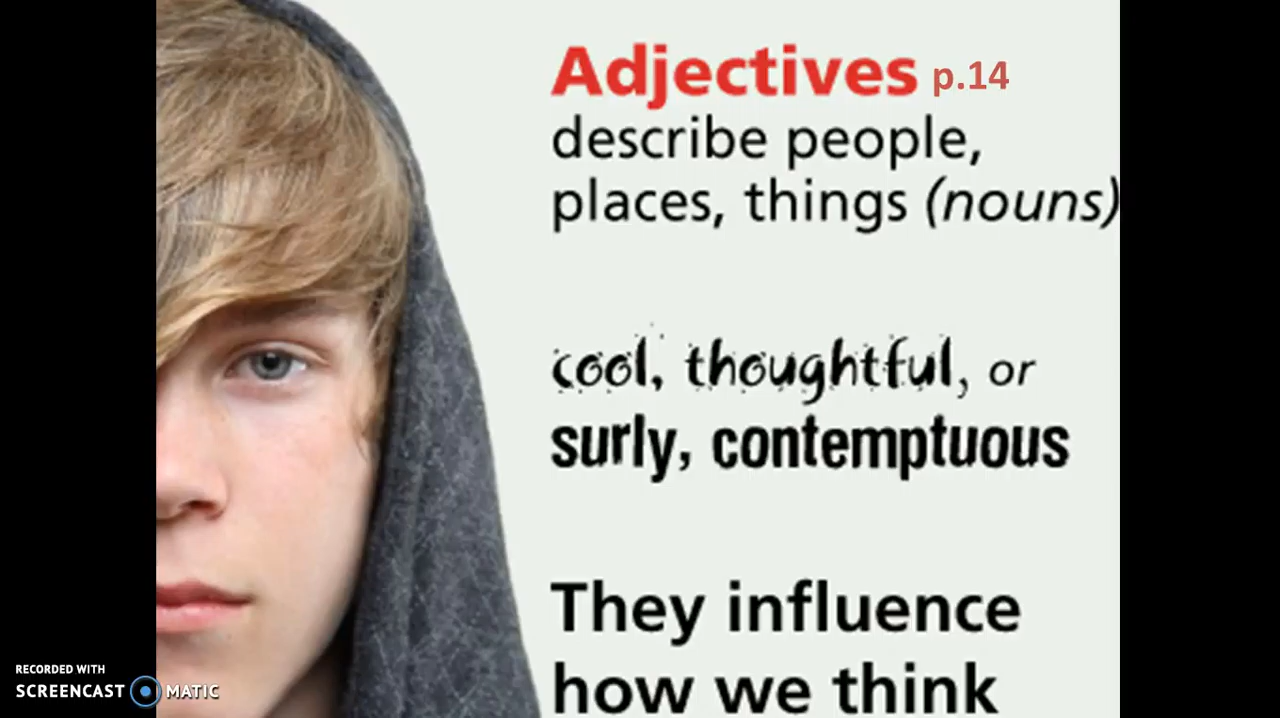 Adjectives p.14
describe people,
places, things (nouns)
cool, thoughtful, or
surly, contemptuous
They influence
how we think
RECORDED WITH
SCREENCAST MATIC